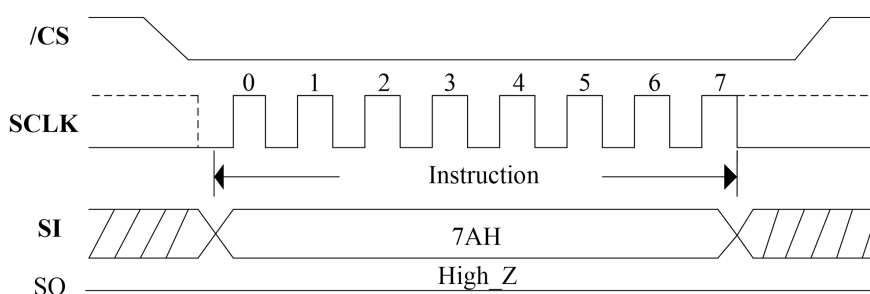 /CS
0 1 2 3 4 5 6 7
SCLK
Instruction
SI
7AH
High_Z
SO